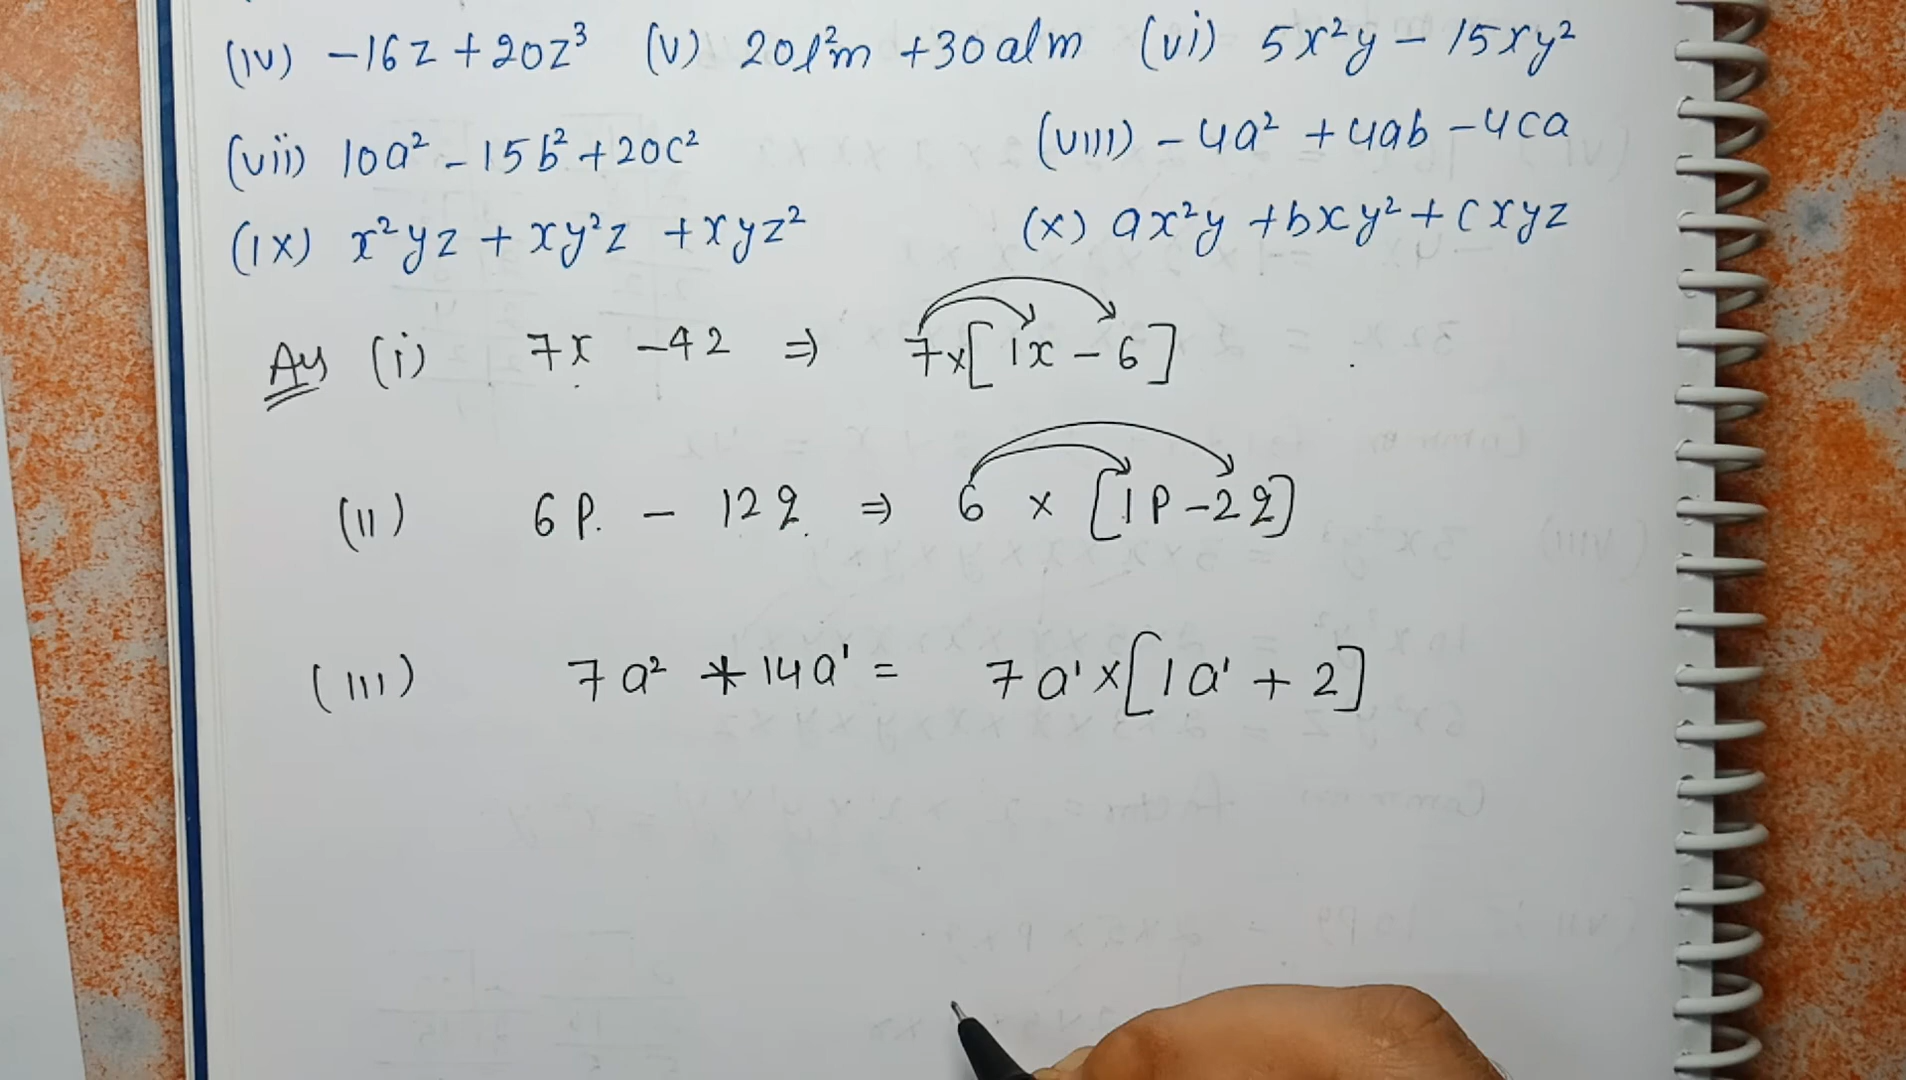 (iv) -16z + 20z³ (v) 20l²m + 30alm (vi) 5x²y - 15xy²
(vii) 10a² - 15b² + 20c² (viii) - 4a² + 4ab - 4ca
(ix) x²yz + xy²z + xyz² (x) ax²y + bxy² + cxyz
Ans (i) 7x - 42 ⇒ 7×[1x - 6]
(ii) 6p. - 12q. ⇒ 6 × [1p - 2q]
(iii) 7a² + 14a¹ = 7a¹×[1a¹ + 2]